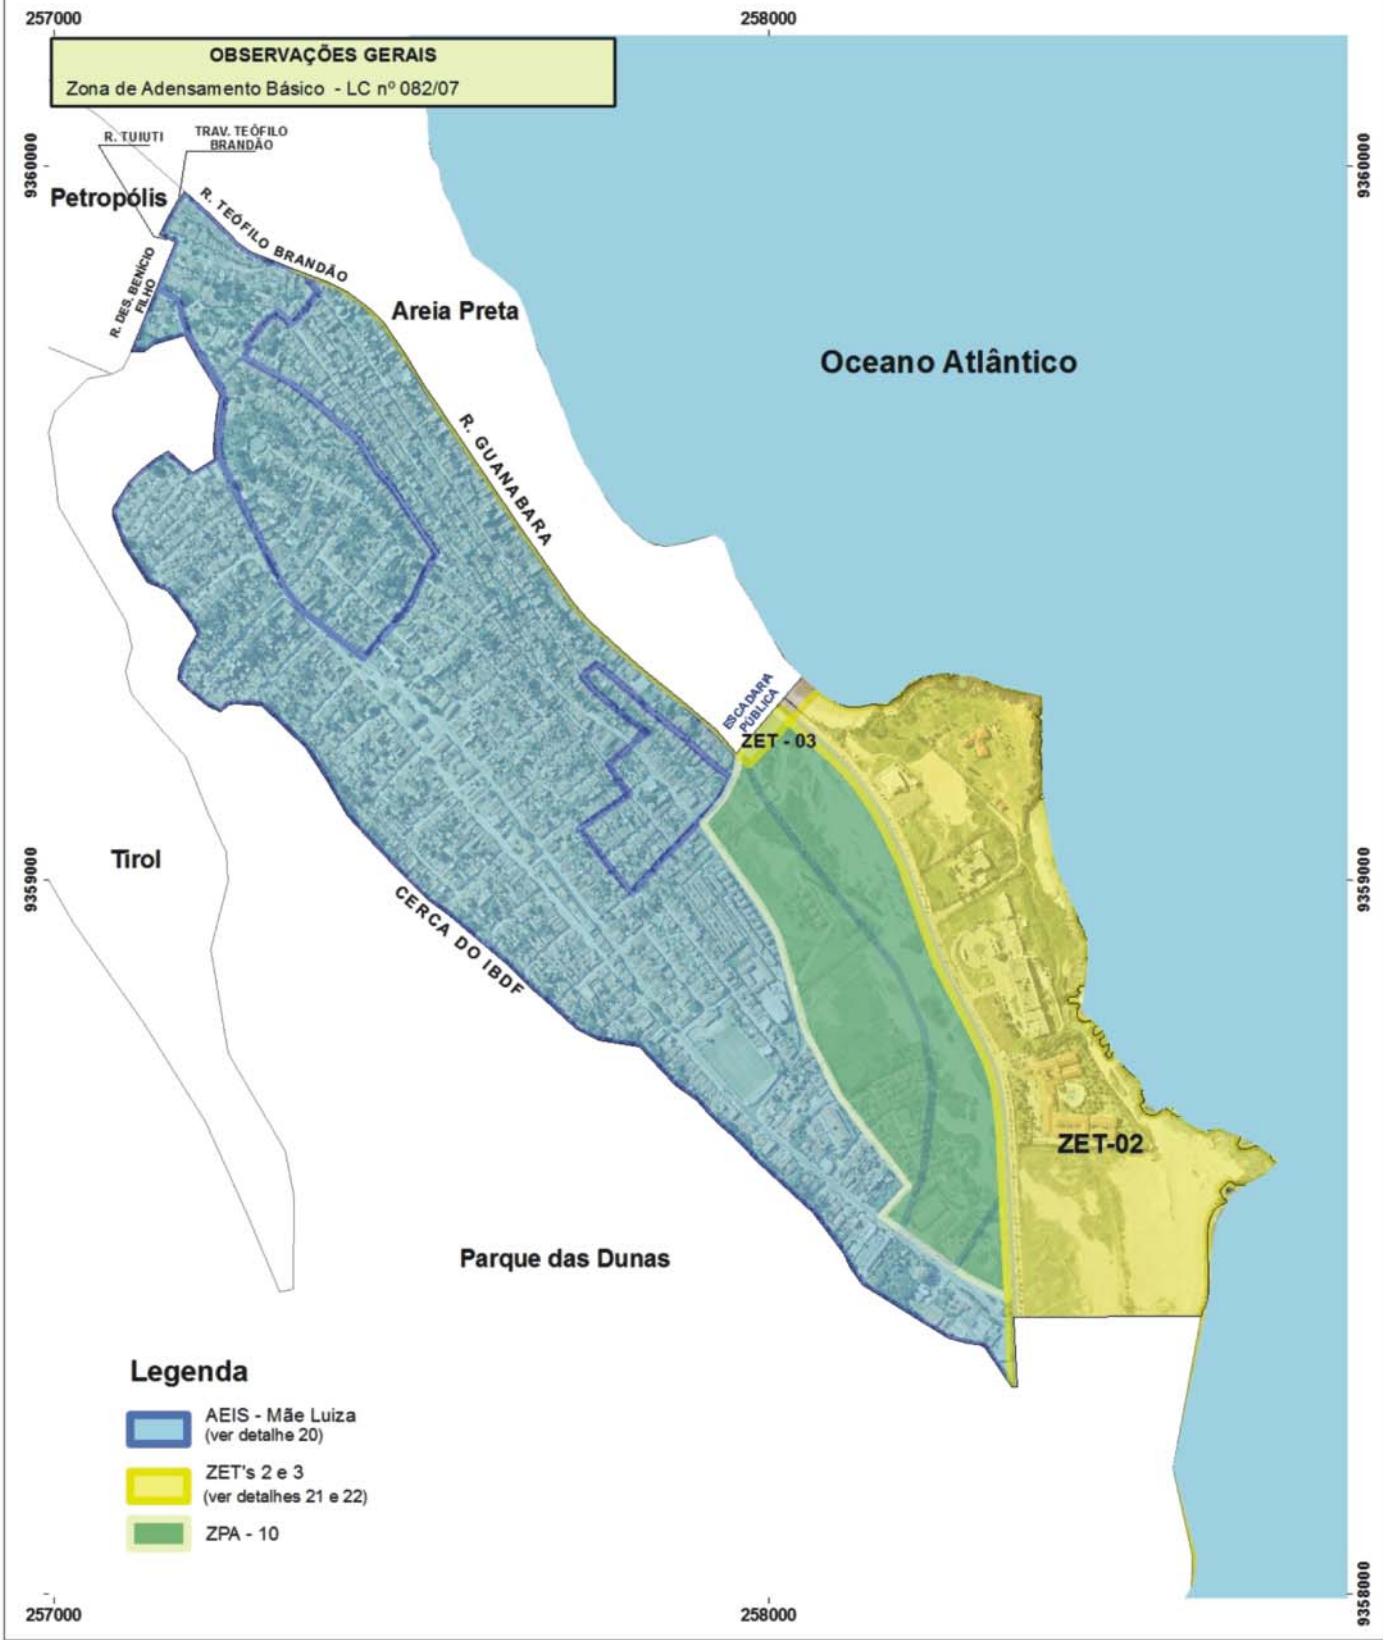 257000
258000
OBSERVAÇÕES GERAIS
Zona de Adensamento Básico - LC nº 082/07
9360000
9360000
R. TUIUTI
TRAV. TEÓFILO
BRANDÃO
Petropólis
R. TEÓFILO BRANDÃO
R. DES. BENÍCIO
FILHO
Areia Preta
Oceano Atlântico
R. GUANABARA
ESCADARIA
PÚBLICA
ZET - 03
Tirol
9359000
9359000
CERCA DO IBDF
ZET-02
Parque das Dunas
Legenda
AEIS - Mãe Luiza
(ver detalhe 20)
ZET's 2 e 3
(ver detalhes 21 e 22)
ZPA - 10
9358000
257000
258000